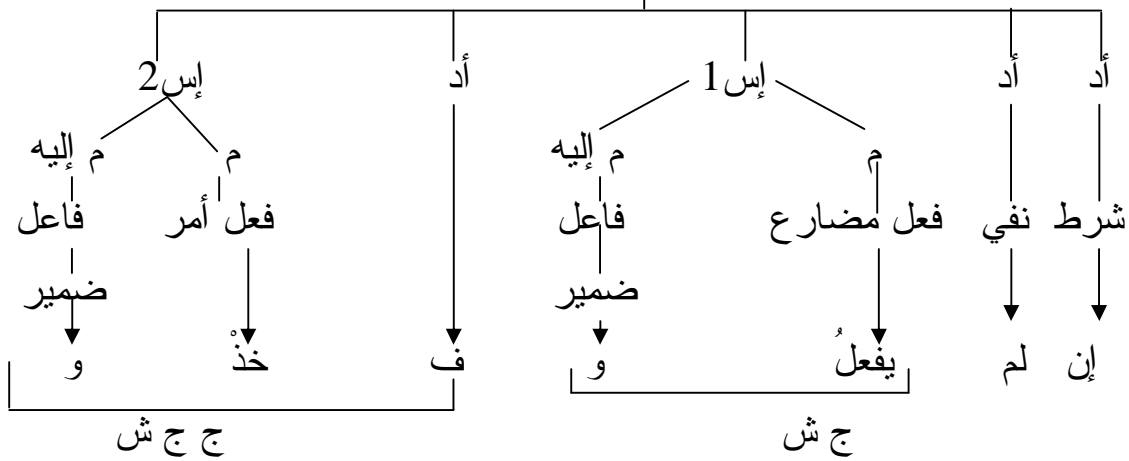 أد أد إس1 أد إس2
م م إليه م م إليه
شرط نفي فعل مضارع فاعل فعل أمر فاعل
ضمير ضمير
إن لم يفعلُ و ف خذْ و
ج ش ج ج ش